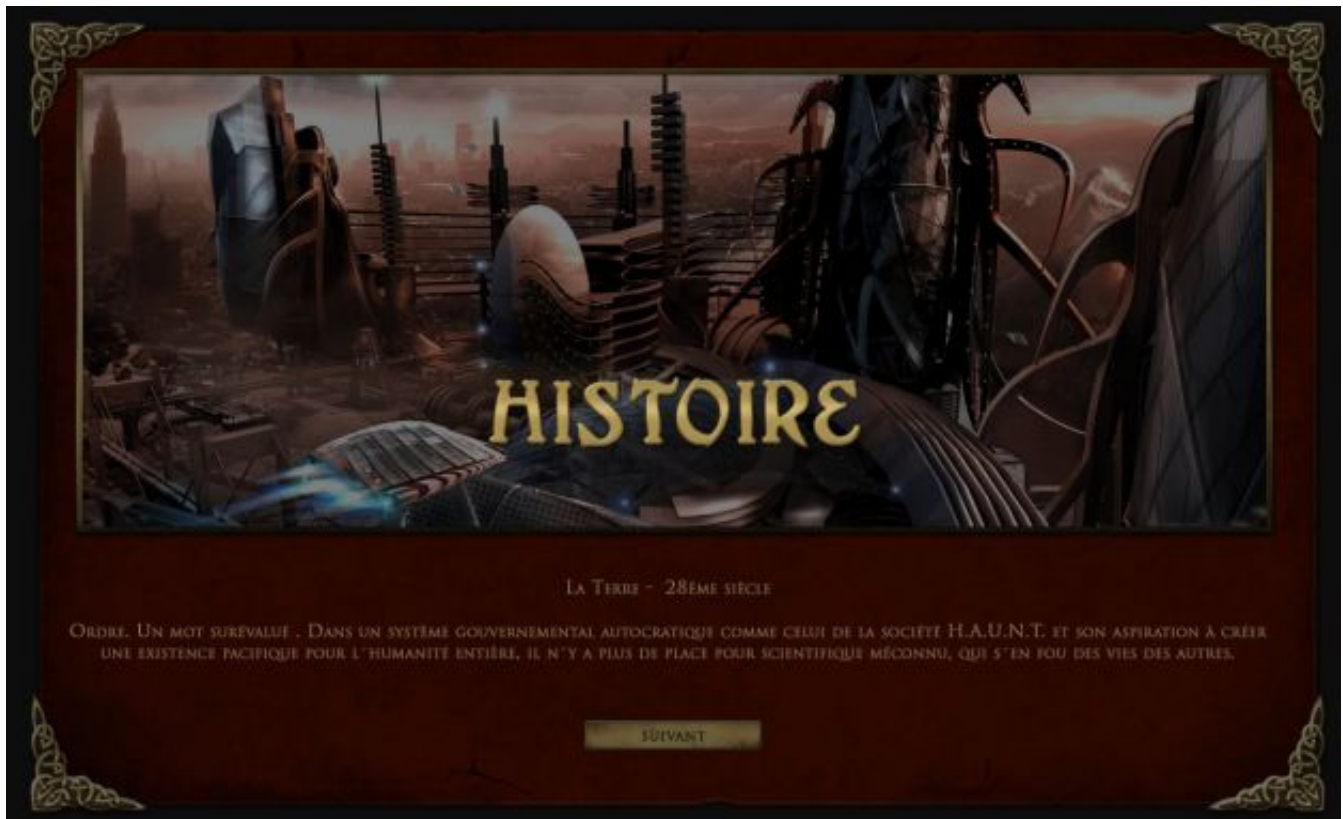 HISTOIRE
La Terre - 28ème siècle
Ordre. Un mot surévalué . Dans un système gouvernemental autocratique comme celui de la société H.A.U.N.T. et son aspiration à créer
une existence pacifique pour l"humanité entière, il n"y a plus de place pour scientifique méconnu, qui s"en fou des vies des autres.
Suivant